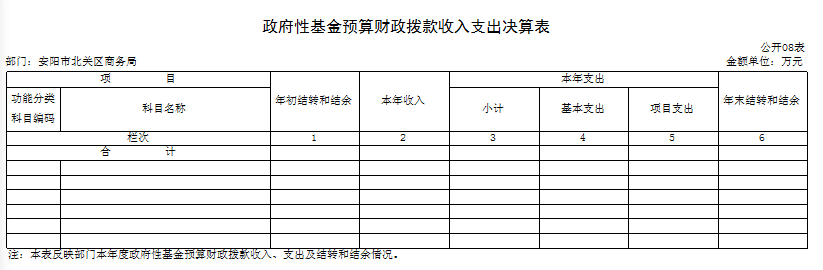 政府性基金预算财政拨款收入支出决算表
公开08表
部门：安阳市北关区商务局 金额单位：万元
项 目 年初结转和结余 本年收入 本年支出 年末结转和结余
功能分类科目编码 科目名称 小计 基本支出 项目支出
栏次 1 2 3 4 5 6
合 计
注：本表反映部门本年度政府性基金预算财政拨款收入、支出及结转和结余情况。